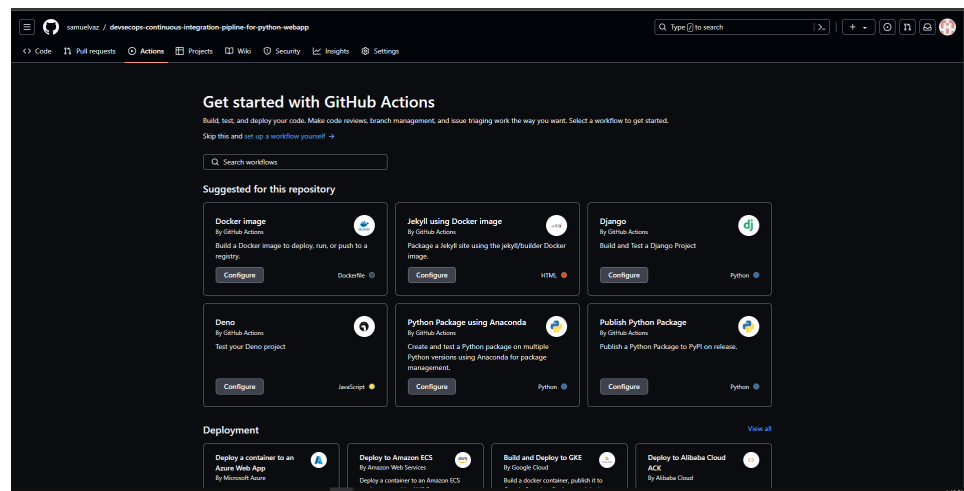 samuelvaz / devsecops-continuous-integration-pipline-for-python-webapp
Type / to search
Code Pull requests Actions Projects Wiki Security Insights Settings
Get started with GitHub Actions
Build, test, and deploy your code. Make code reviews, branch management, and issue triaging work the way you want. Select a workflow to get started.
Skip this and set up a workflow yourself →
Search workflows
Suggested for this repository
Docker image
By GitHub Actions
Build a Docker image to deploy, run, or push to a
registry.
Configure
Dockerfile
Jekyll using Docker image
By GitHub Actions
Package a Jekyll site using the jekyll/builder Docker
image.
Configure
HTML
Django
By GitHub Actions
Build and Test a Django Project
Configure
Python
dj
Deno
By GitHub Actions
Test your Deno project
Configure
JavaScript
Python Package using Anaconda
By GitHub Actions
Create and test a Python package on multiple
Python versions using Anaconda for package
management.
Configure
Python
Publish Python Package
By GitHub Actions
Publish a Python Package to PyPI on release.
Configure
Python
Deployment
View all
Deploy a container to an
Azure Web App
By Microsoft Azure
Deploy to Amazon ECS
By Amazon Web Services
Deploy a container to an Amazon ECS
aws
Build and Deploy to GKE
By Google Cloud
Build a docker container, publish it to
Deploy to Alibaba Cloud
ACK
By Alibaba Cloud